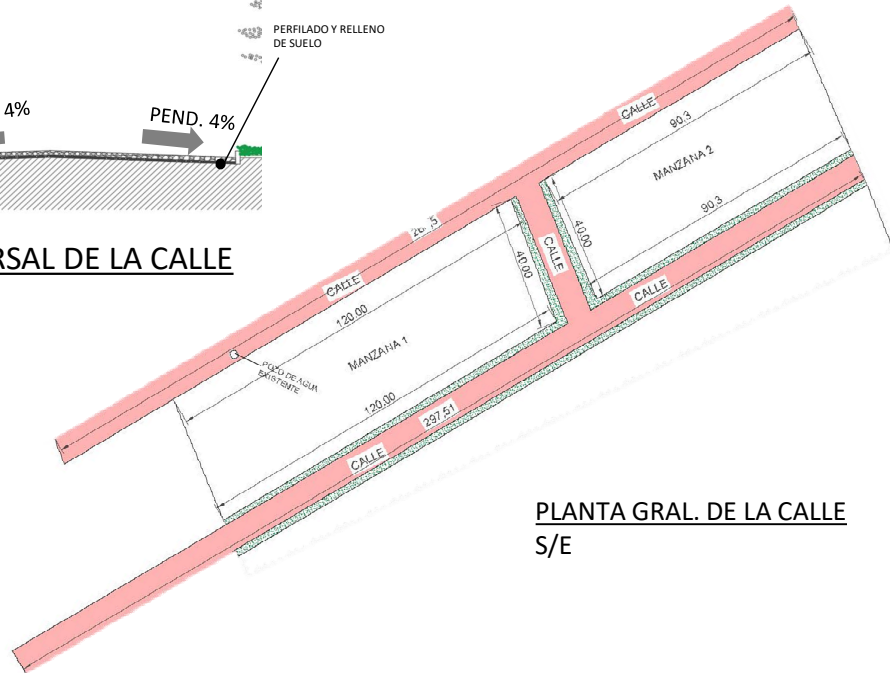 PERFILADO Y RELLENO
DE SUELO
4%
PEND. 4%
RSAL DE LA CALLE
CALLE
90,3
MANZANA 2
90,3
40,00
CALLE
CALLE
40,00
CALLE
120,00
MANZANA 1
POZO DE AGUA
EXISTENTE
120,00
297,51
CALLE
PLANTA GRAL. DE LA CALLE
S/E